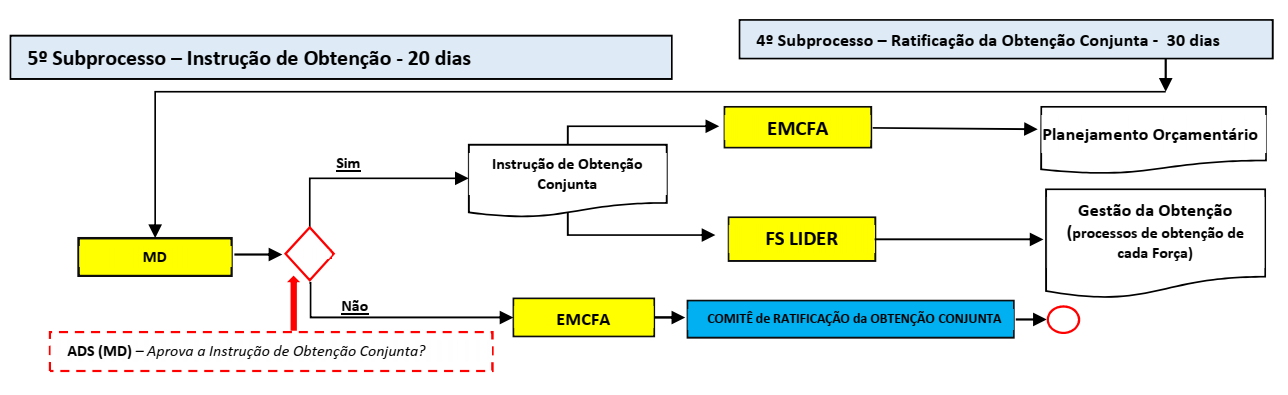 4º Subprocesso – Ratificação da Obtenção Conjunta - 30 dias
5º Subprocesso – Instrução de Obtenção - 20 dias
EMCFA
Planejamento Orçamentário
Sim
Instrução de Obtenção
Conjunta
Gestão da Obtenção
(processos de obtenção de
cada Força)
FS LIDER
MD
Não
EMCFA
COMITÊ de RATIFICAÇÃO da OBTENÇÃO CONJUNTA
ADS (MD) – Aprova a Instrução de Obtenção Conjunta?